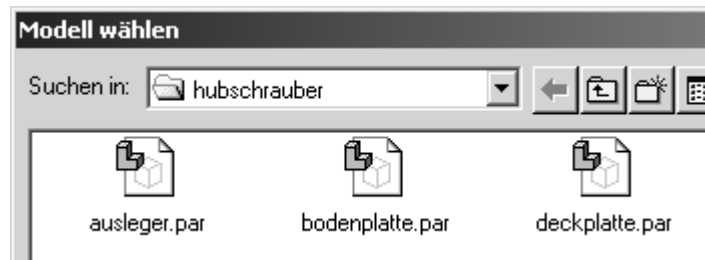 Modell wählen
Suchen in: hubschrauber
ausleger.par bodenplatte.par deckplatte.par